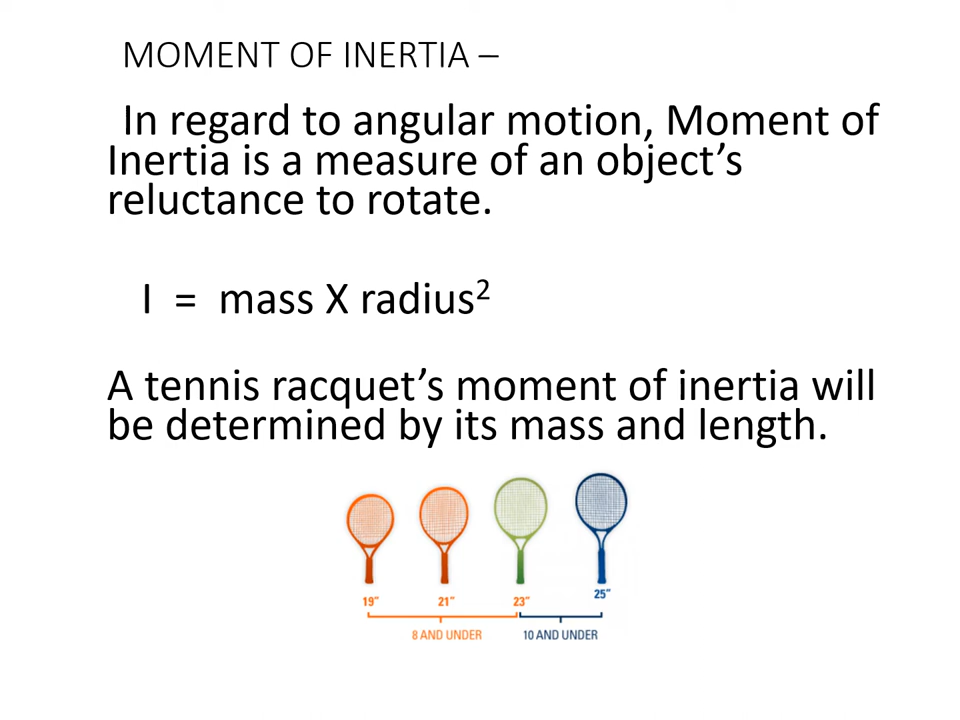 MOMENT OF INERTIA –
In regard to angular motion, Moment of
Inertia is a measure of an object’s
reluctance to rotate.
I = mass X radius²
A tennis racquet’s moment of inertia will
be determined by its mass and length.
19” 21” 23” 25”
8 AND UNDER 10 AND UNDER